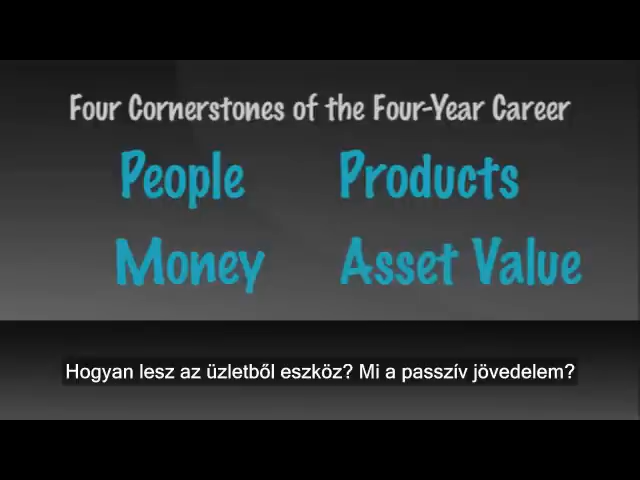 Four Cornerstones of the Four-Year Career
People Products
Money Asset Value
Hogyan lesz az üzletből eszköz? Mi a passzív jövedelem?